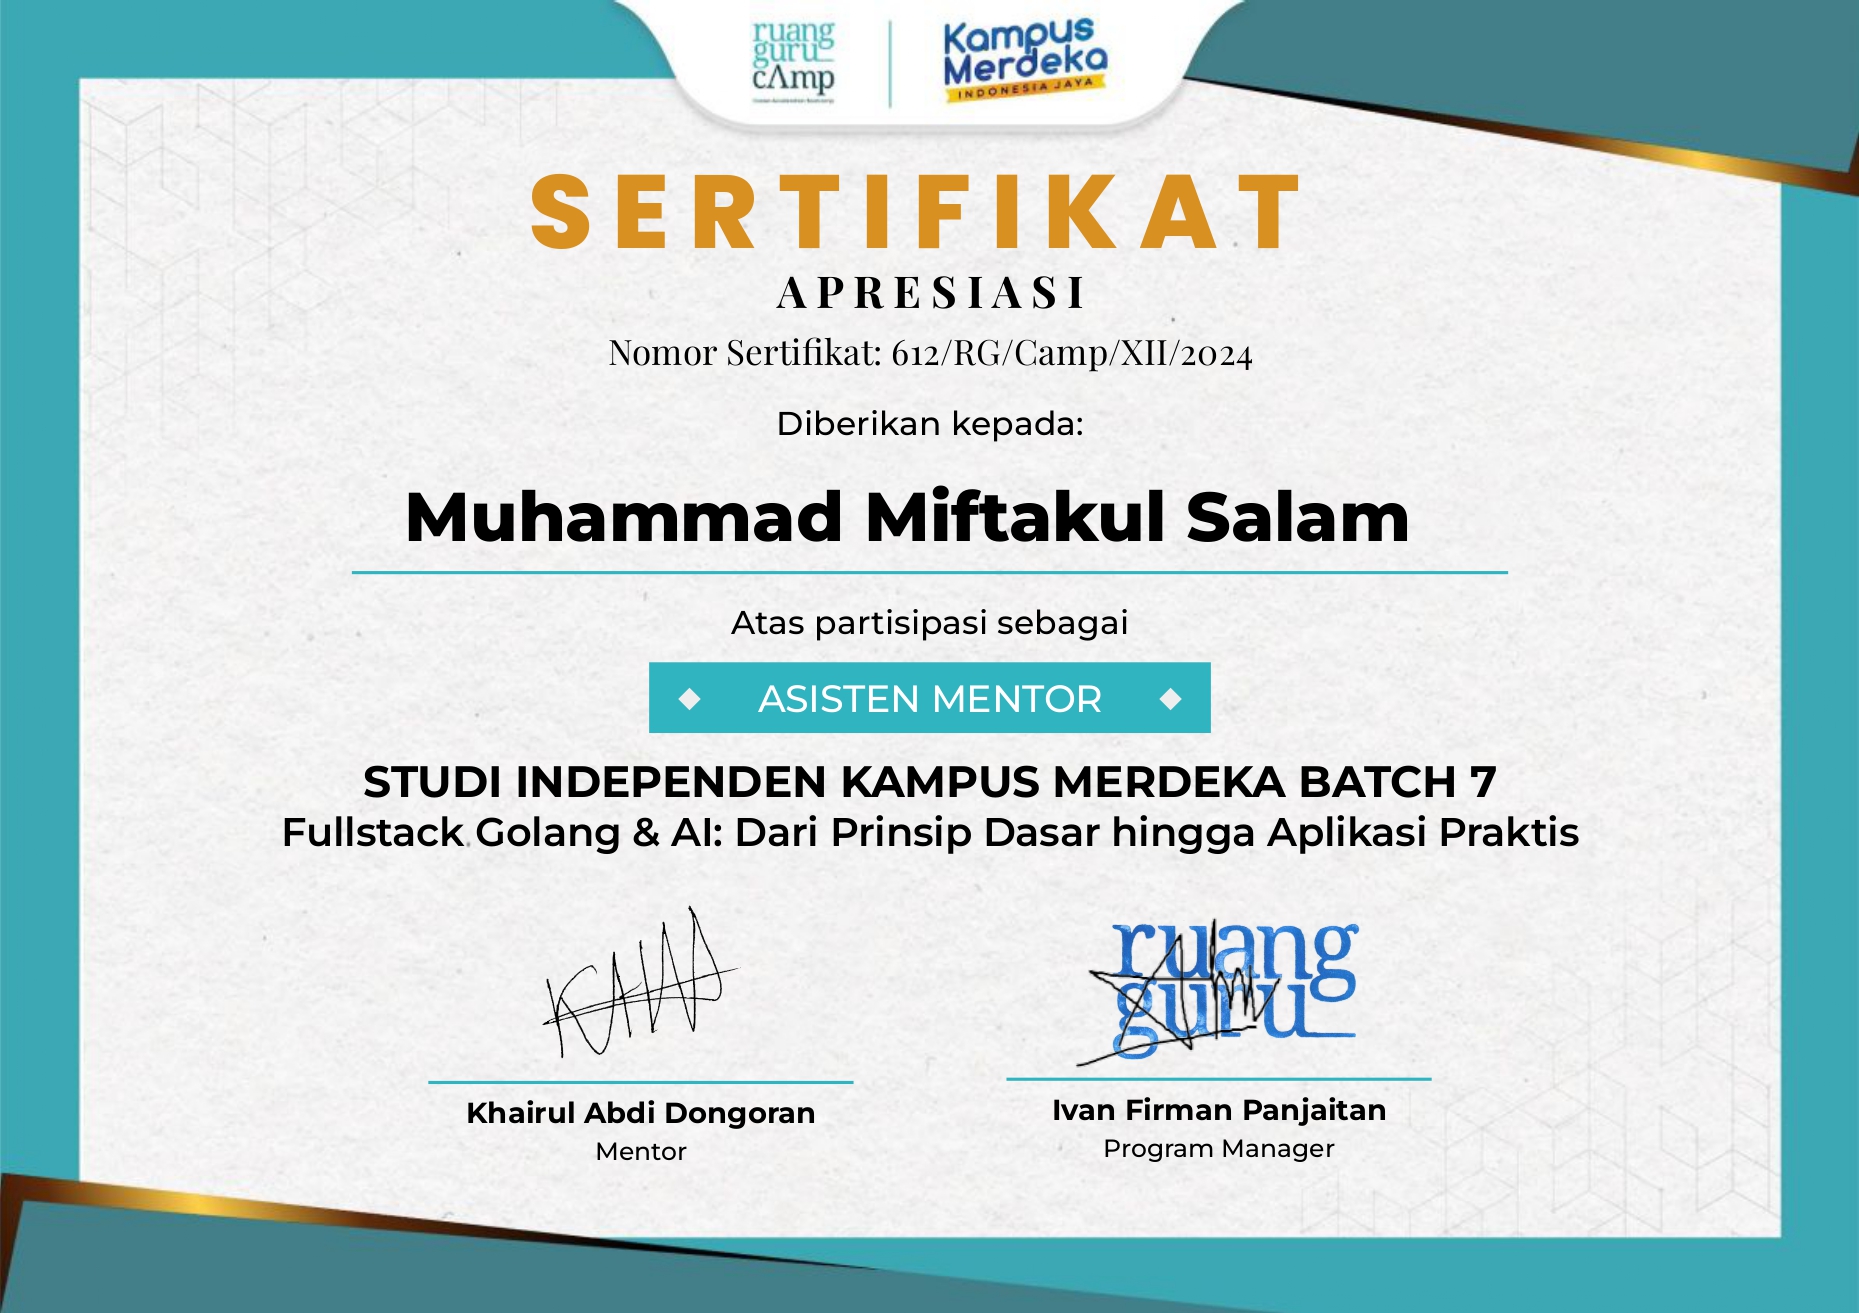 ruang
guru
cAmp
Kampus
Merdeka
INDONESIA JAYA
SERTIFIKAT
APRESIASI
Nomor Sertifikat: 612/RG/Camp/XII/2024
Diberikan kepada:
Muhammad Miftakul Salam
Atas partisipasi sebagai
ASISTEN MENTOR
STUDI INDEPENDEN KAMPUS MERDEKA BATCH 7
Fullstack Golang & AI: Dari Prinsip Dasar hingga Aplikasi Praktis
ruang
guru
Khairul Abdi Dongoran
Mentor
Ivan Firman Panjaitan
Program Manager